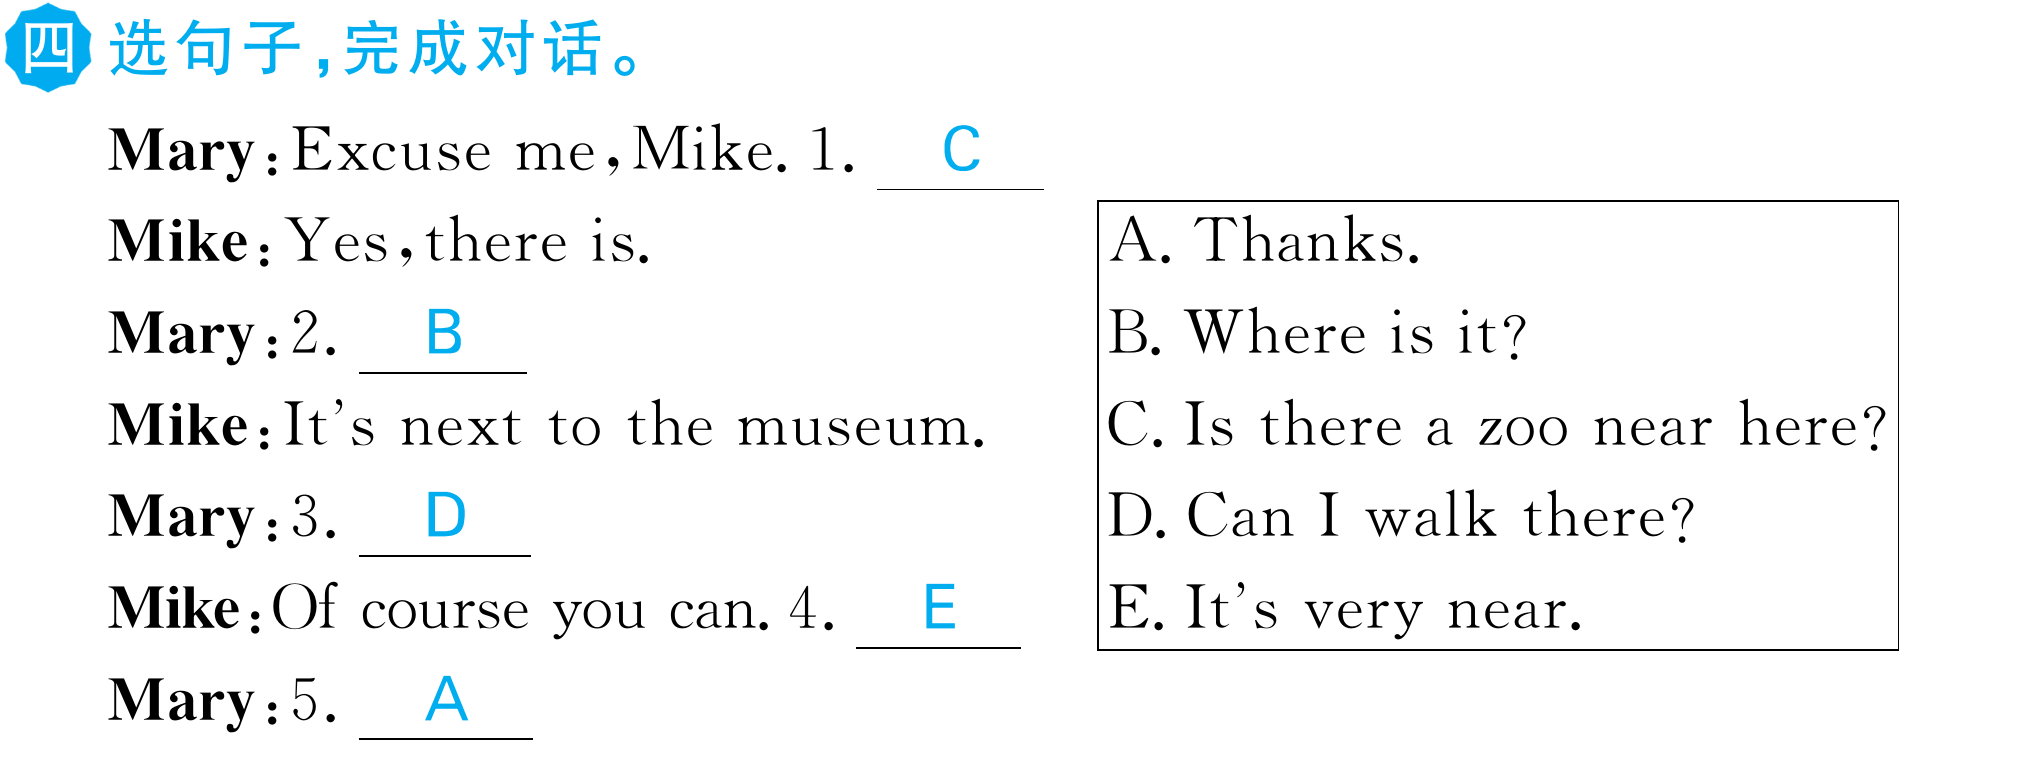 四 选句子,完成对话。
Mary:Excuse me,Mike. 1. C
Mike:Yes,there is.
Mary:2. B
Mike:It's next to the museum.
Mary:3. D
Mike:Of course you can. 4. E
Mary:5. A
A. Thanks.
B. Where is it?
C. Is there a zoo near here?
D. Can I walk there?
E. It's very near.